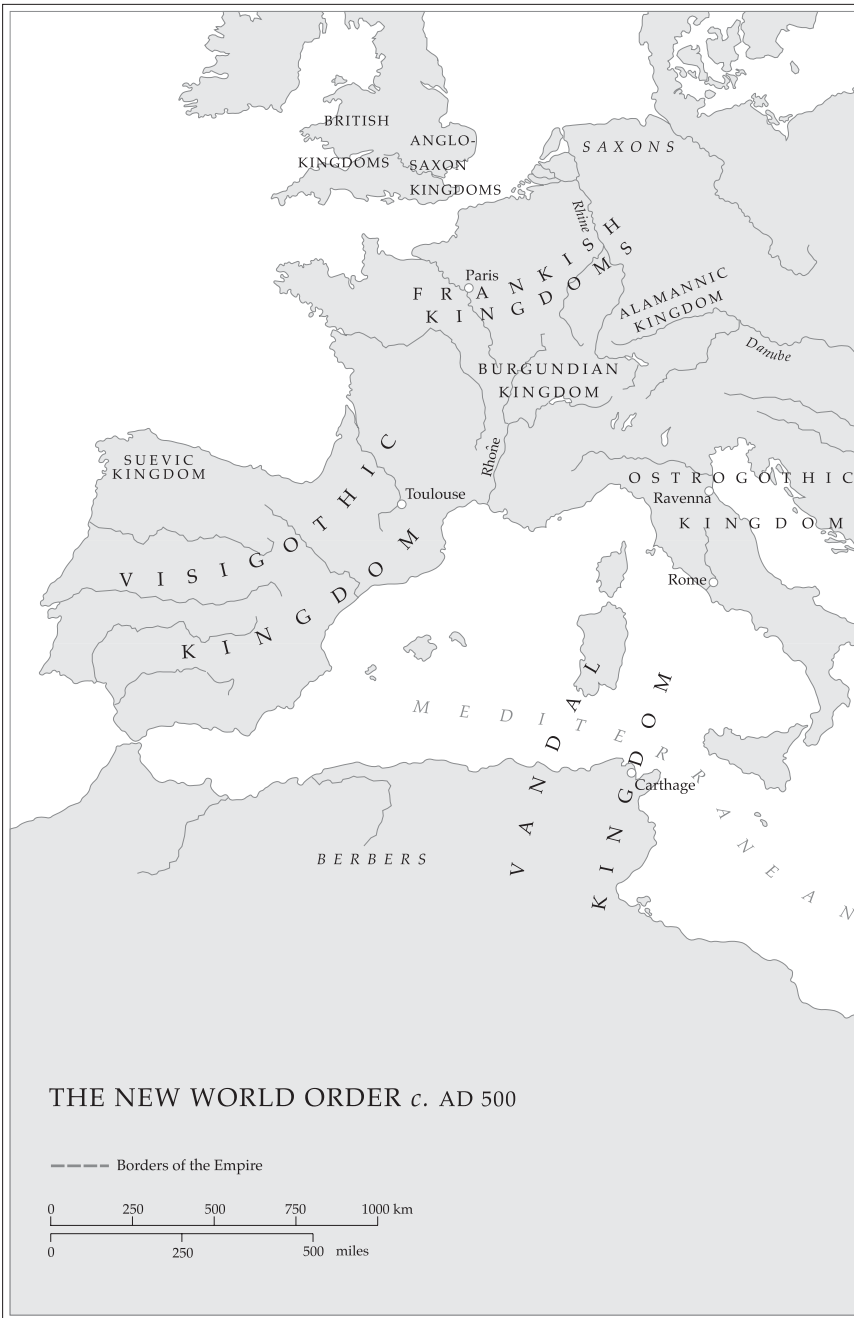 BRITISH
KINGDOMS
ANGLO-
SAXON
KINGDOMS
SAXONS
Rhine
Paris
FRANKISH
KINGDOMS
ALAMANNIC
KINGDOM
Danube
BURGUNDIAN
KINGDOM
Rhône
SUEVIC
KINGDOM
Toulouse
VISIGOTHIC
KINGDOM
OSTROGOTHIC
Ravenna
KINGDOM
Rome
MEDITERRANEAN
VANDAL
KINGDOM
Carthage
BERBERS
THE NEW WORLD ORDER c. AD 500
Borders of the Empire
0 250 500 750 1000 km
0 250 500 miles